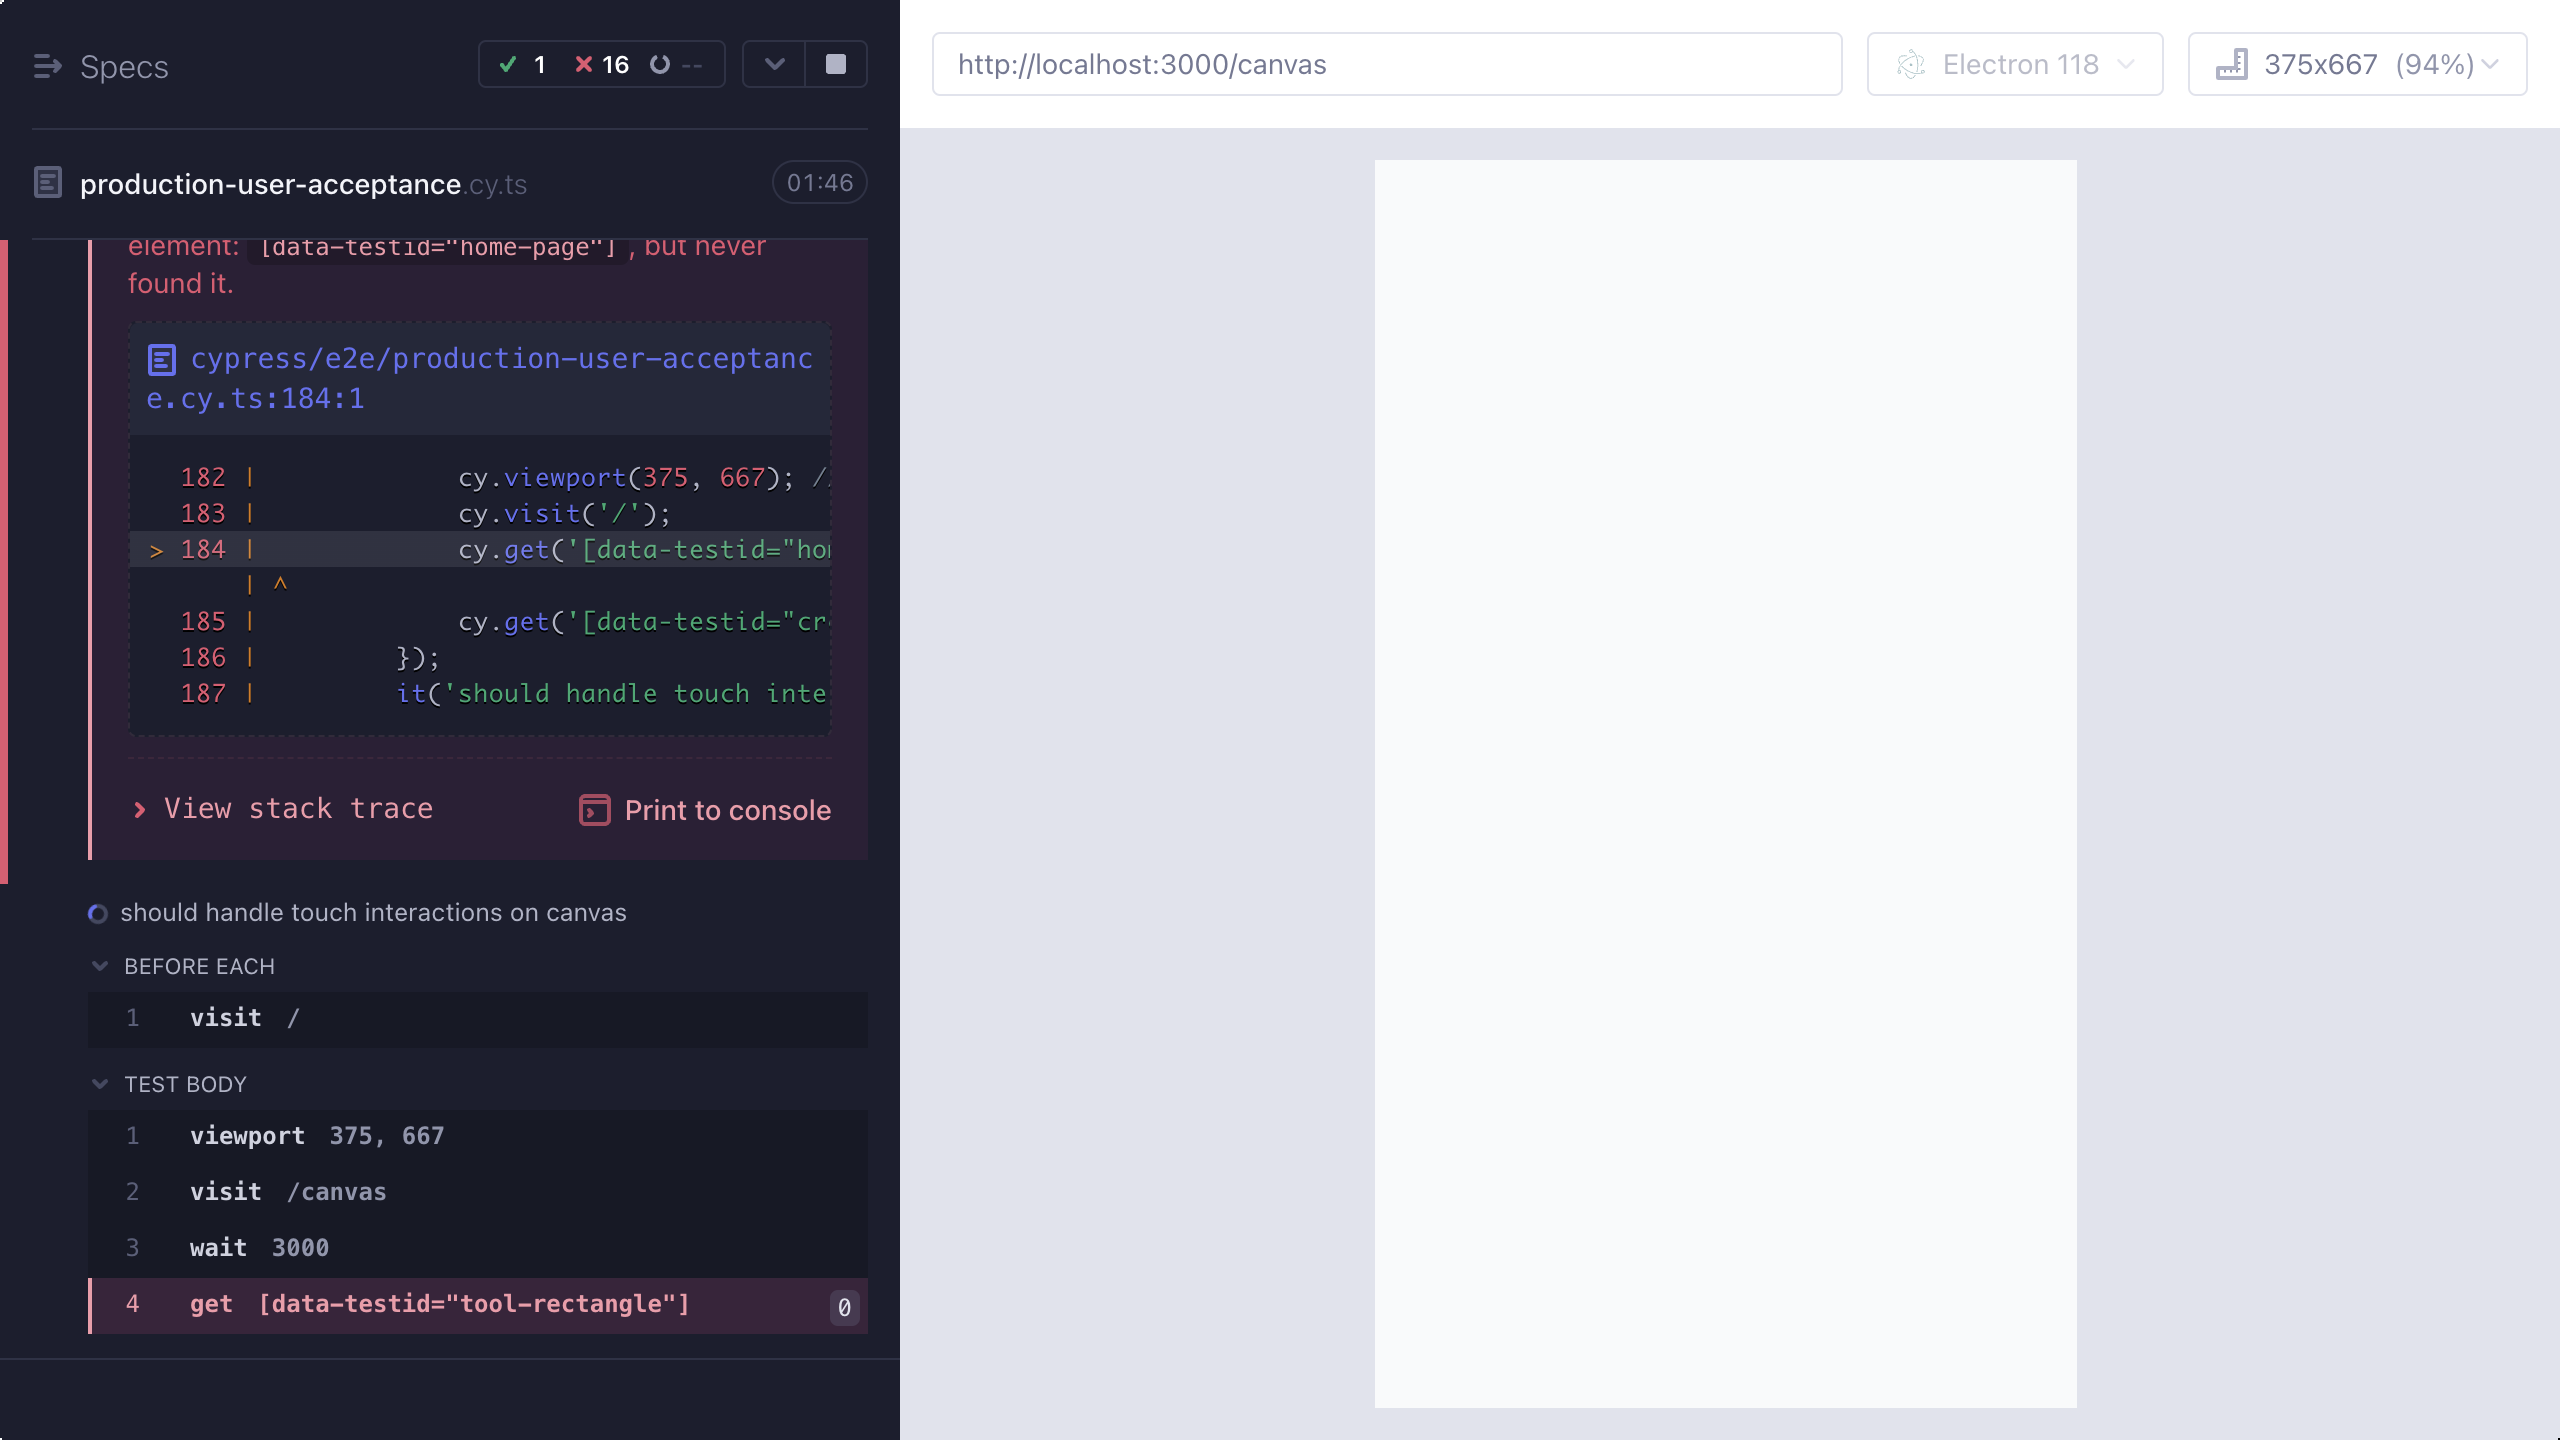 Specs
1 16 --
production-user-acceptance.cy.ts 01:46
element: [data-testid="home-page"], but never
found it.
cypress/e2e/production-user-acceptanc
e.cy.ts:184:1
182 | cy.viewport(375, 667); //
183 | cy.visit('/');
> 184 | cy.get('[data-testid="hom
| ^
185 | cy.get('[data-testid="cr
186 | });
187 | it('should handle touch inte
View stack trace
Print to console
should handle touch interactions on canvas
BEFORE EACH
1 visit /
TEST BODY
1 viewport 375, 667
2 visit /canvas
3 wait 3000
4 get [data-testid="tool-rectangle"] 0
http://localhost:3000/canvas
Electron 118
375x667 (94%)